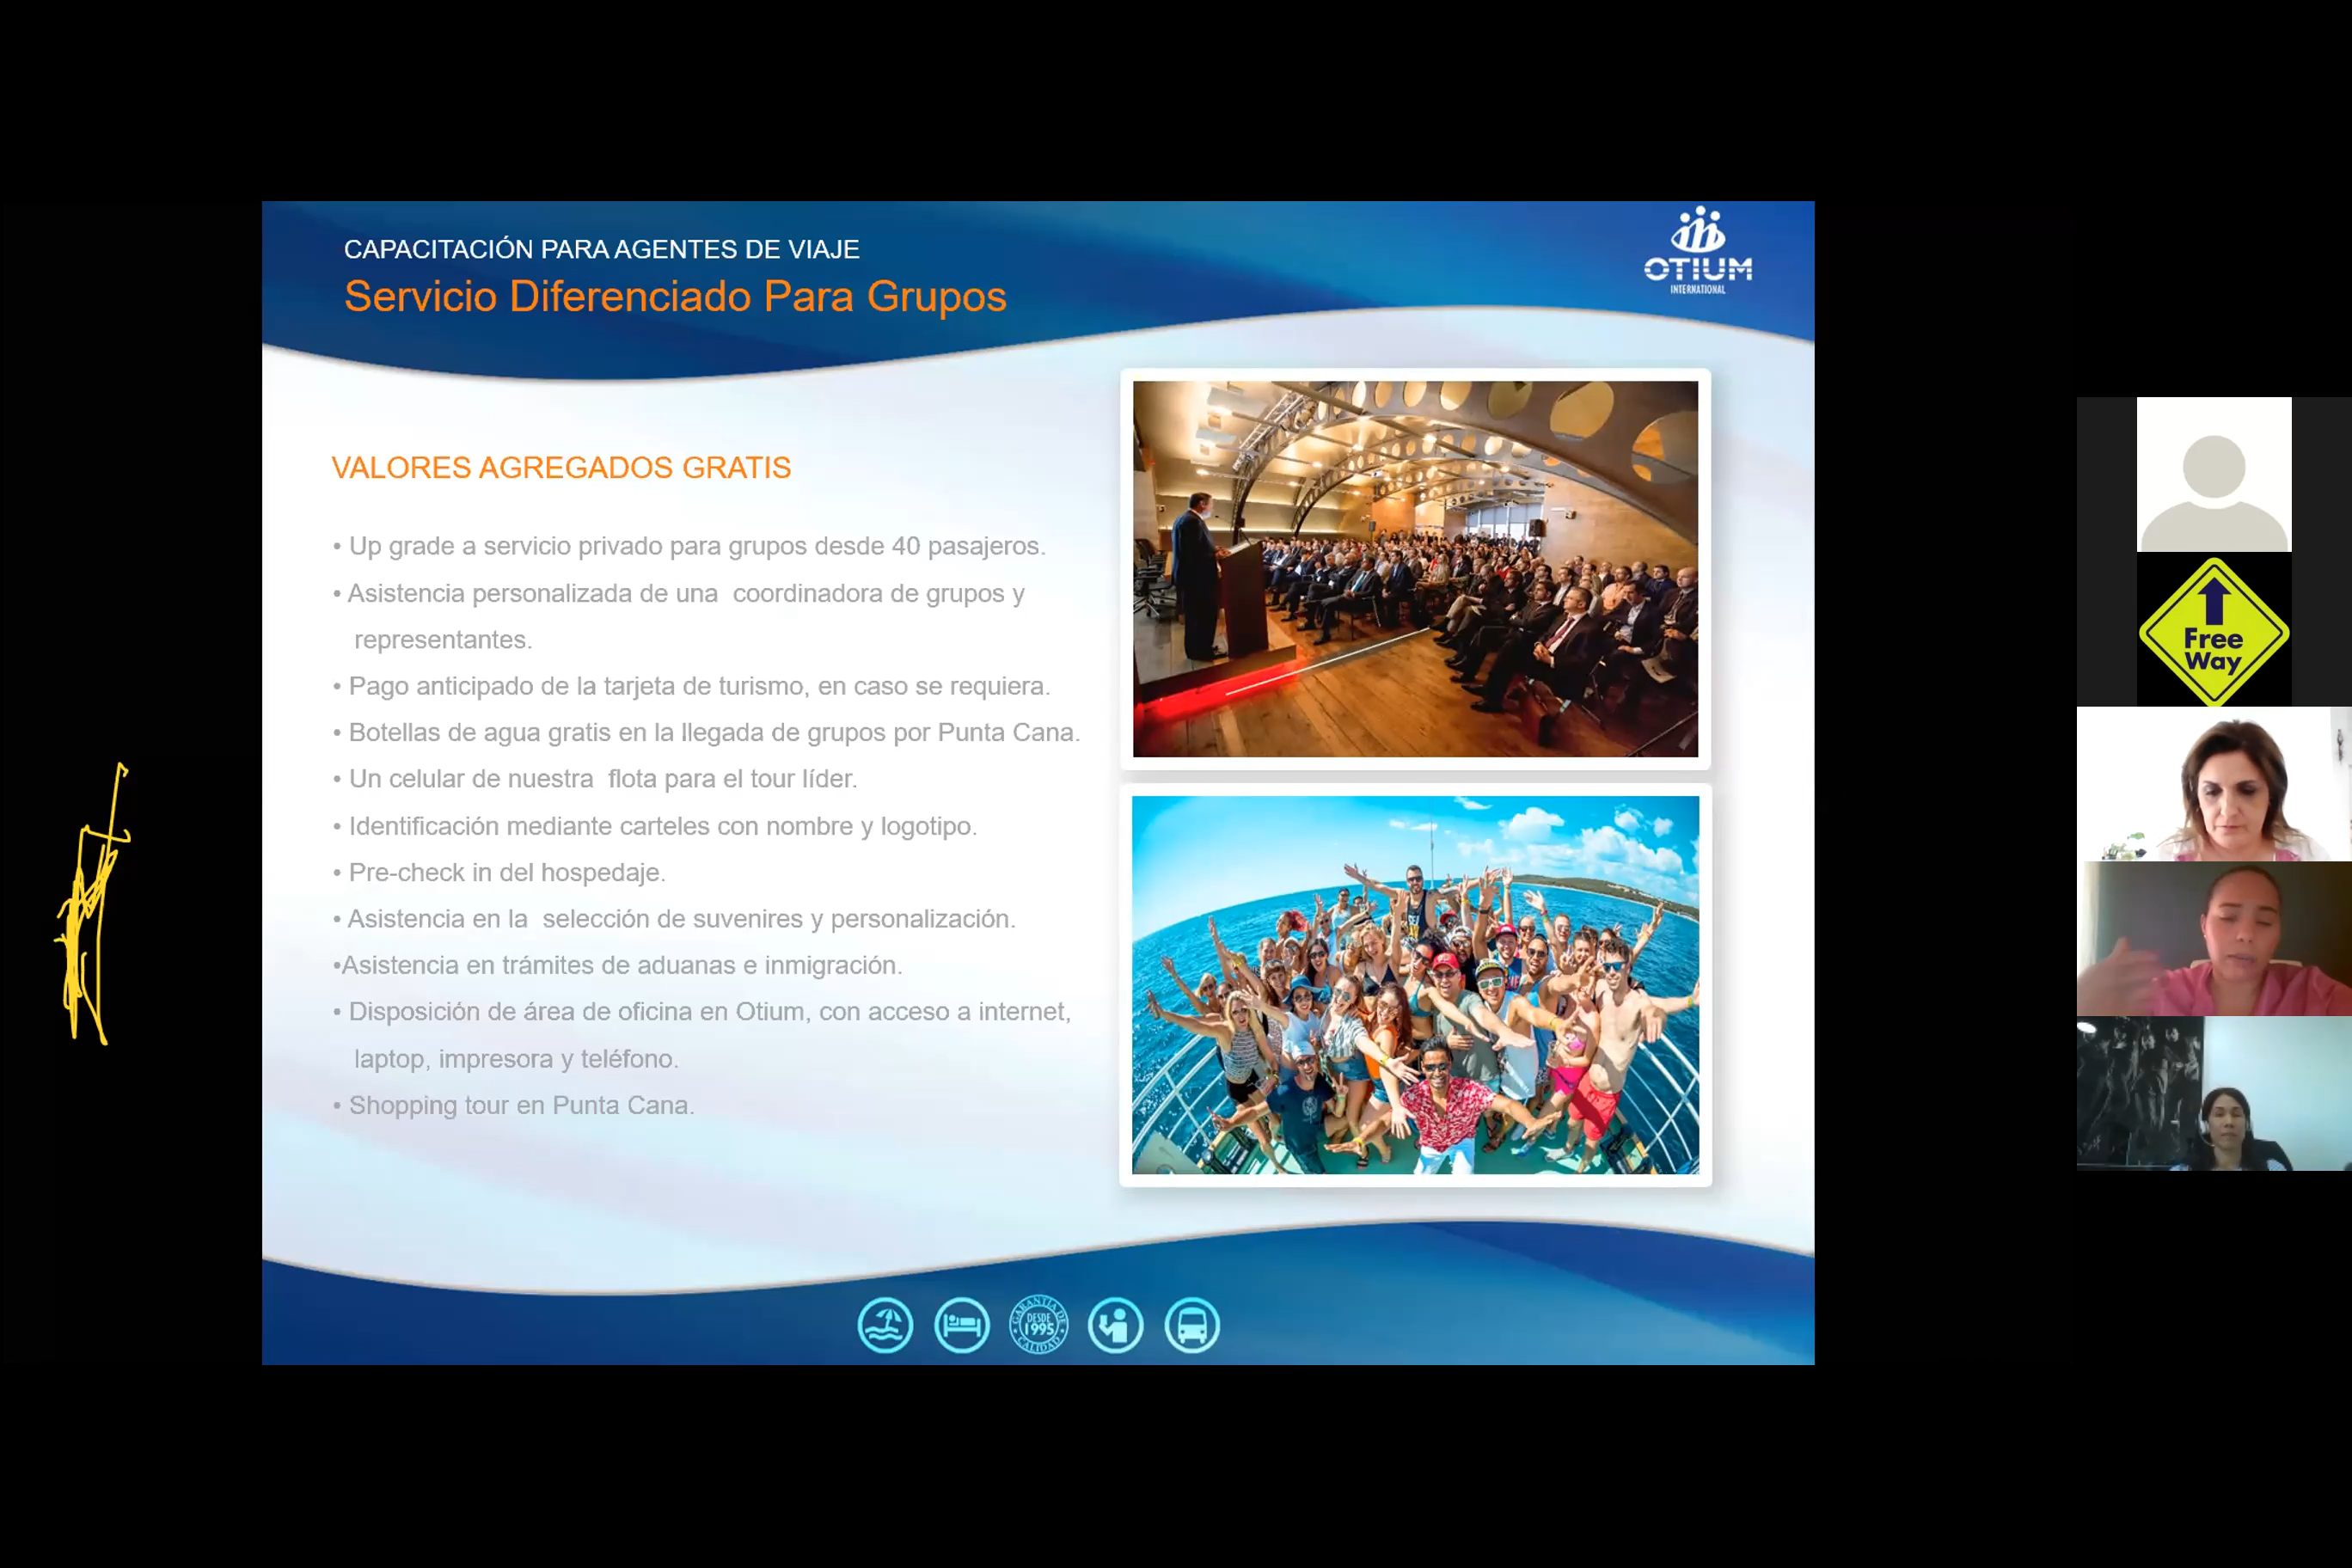 CAPACITACIÓN PARA AGENTES DE VIAJE
Servicio Diferenciado Para Grupos
OTIUM
INTERNATIONAL
VALORES AGREGADOS GRATIS
• Up grade a servicio privado para grupos desde 40 pasajeros.
• Asistencia personalizada de una  coordinadora de grupos y
representantes.
• Pago anticipado de la tarjeta de turismo, en caso se requiera.
• Botellas de agua gratis en la llegada de grupos por Punta Cana.
• Un celular de nuestra  flota para el tour líder.
• Identificación mediante carteles con nombre y logotipo.
• Pre-check in del hospedaje.
• Asistencia en la  selección de suvenires y personalización.
•Asistencia en trámites de aduanas e inmigración.
• Disposición de área de oficina en Otium, con acceso a internet,
laptop, impresora y teléfono.
• Shopping tour en Punta Cana.
GARANTIA DE
DESDE
1995
CALIDAD
Free
Way